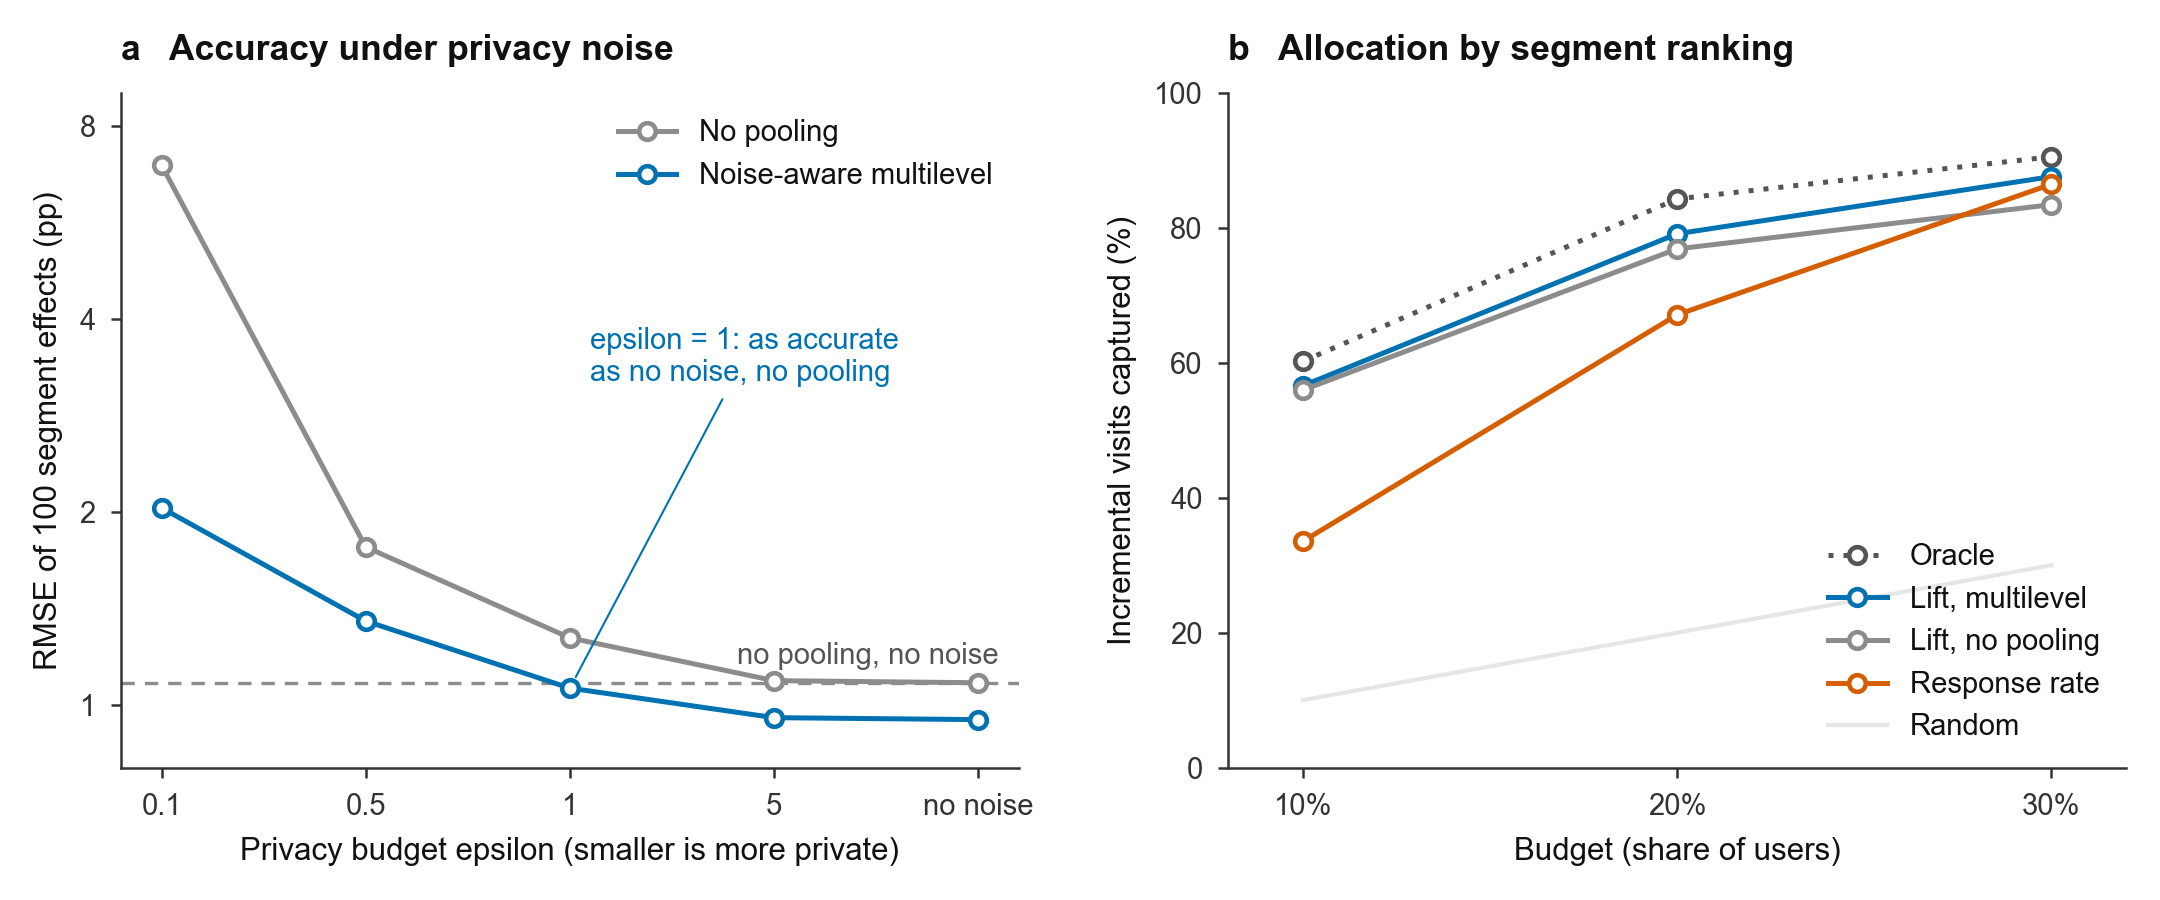 a Accuracy under privacy noise
RMSE of 100 segment effects (pp)
8
4
2
1
No pooling
Noise-aware multilevel
epsilon = 1: as accurate
as no noise, no pooling
no pooling, no noise
0.1 0.5 1 5 no noise
Privacy budget epsilon (smaller is more private)
b Allocation by segment ranking
Incremental visits captured (%)
100
80
60
40
20
0
Oracle
Lift, multilevel
Lift, no pooling
Response rate
Random
10% 20% 30%
Budget (share of users)